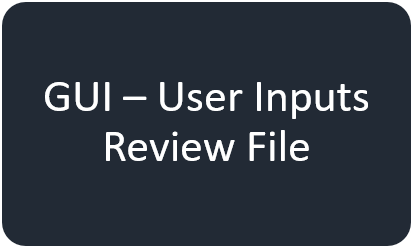 GUI – User Inputs
Review File